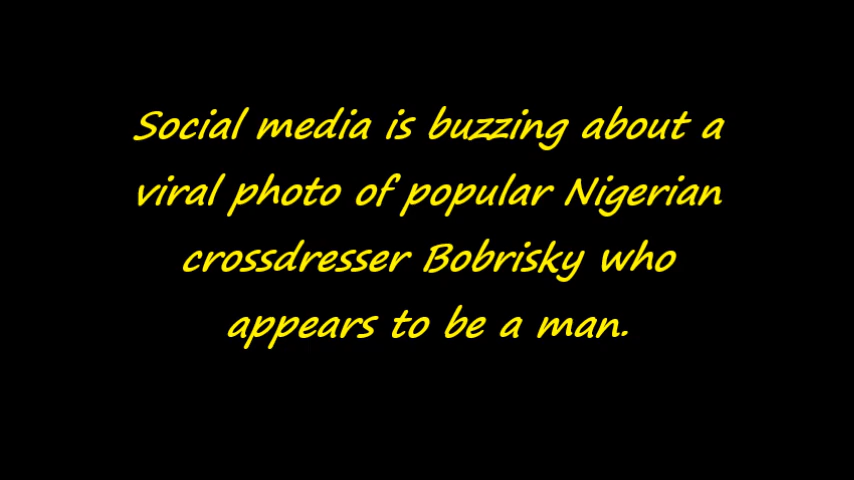 Social media is buzzing about a
viral photo of popular Nigerian
crossdresser Bobrisky who
appears to be a man.